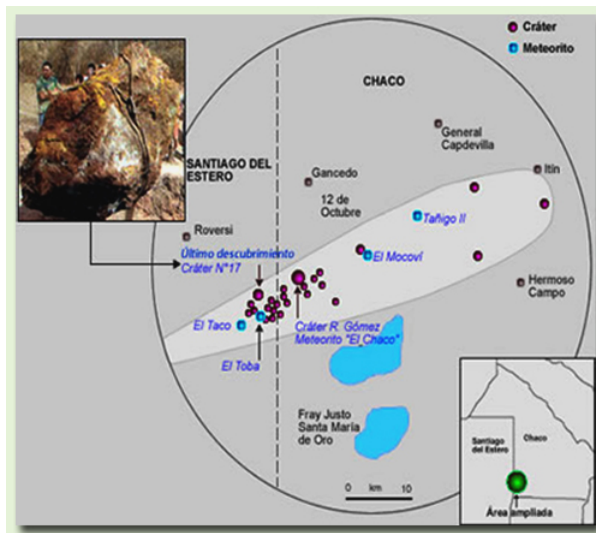 Cráter
Meteorito
CHACO
General
Capdevilla
SANTIAGO DEL
ESTERO
Gancedo
Itín
12 de
Octubre
Tañigo II
Roversi
Último descubrimiento
Cráter N°17
El Mocoví
Hermoso
Campo
El Taco
Cráter R. Gómez
Meteorito "El Chaco"
El Toba
Fray Justo
Santa María
de Oro
0 km 10
Santiago
del Estero
Chaco
Área ampliada